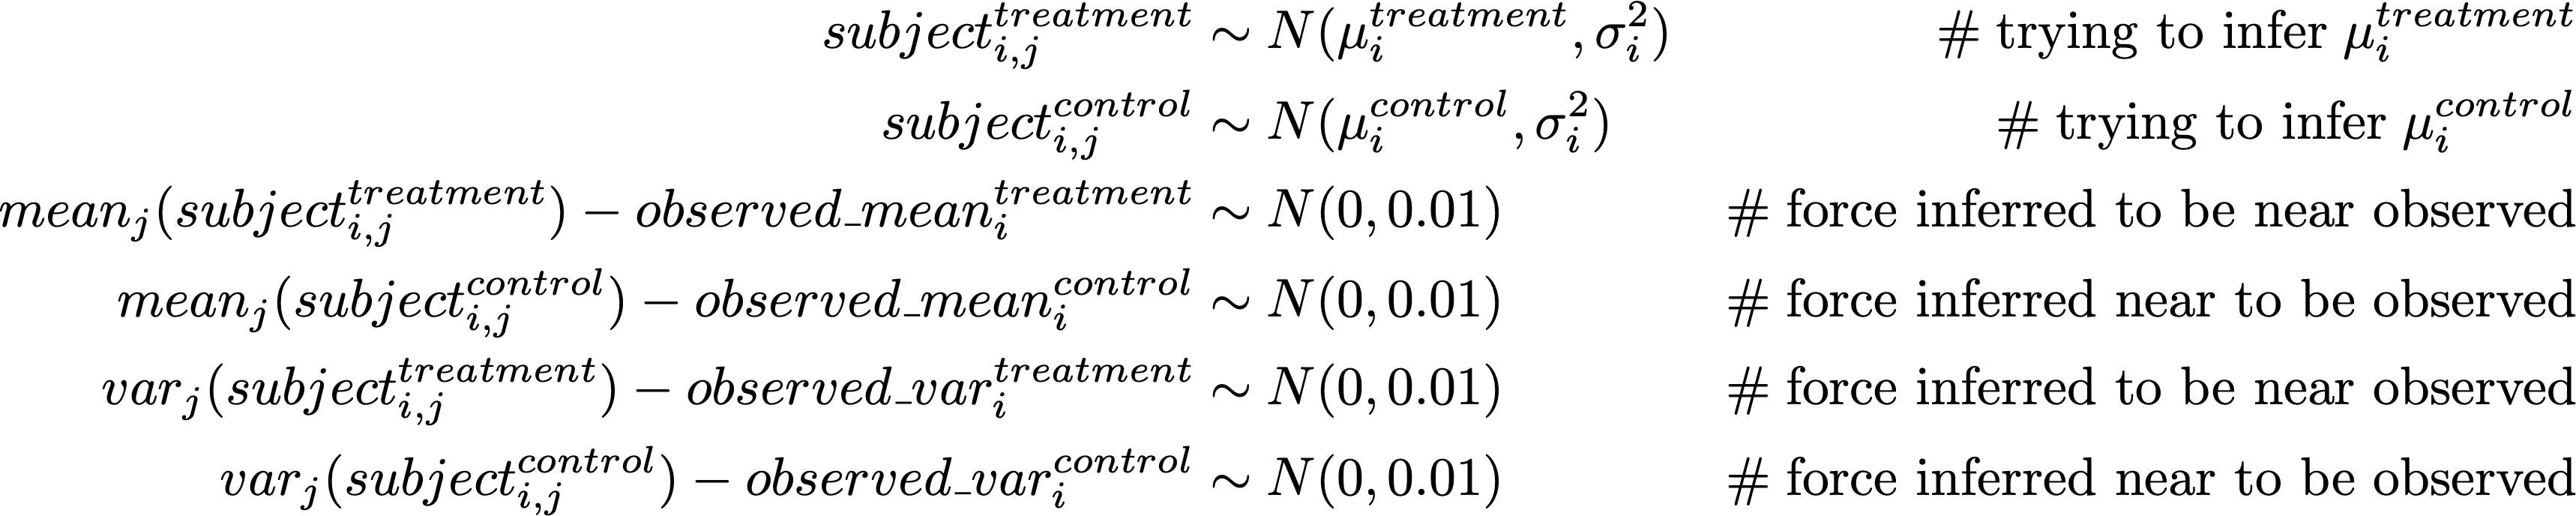 subject_{i,j}^{treatment} ∼ N(μ_i^{treatment}, σ_i^2) # trying to infer μ_i^{treatment}
subject_{i,j}^{control} ∼ N(μ_i^{control}, σ_i^2) # trying to infer μ_i^{control}
mean_j(subject_{i,j}^{treatment}) − observed_mean_i^{treatment} ∼ N(0, 0.01) # force inferred to be near observed
mean_j(subject_{i,j}^{control}) − observed_mean_i^{control} ∼ N(0, 0.01) # force inferred near to be observed
var_j(subject_{i,j}^{treatment}) − observed_var_i^{treatment} ∼ N(0, 0.01) # force inferred to be near observed
var_j(subject_{i,j}^{control}) − observed_var_i^{control} ∼ N(0, 0.01) # force inferred near to be observed